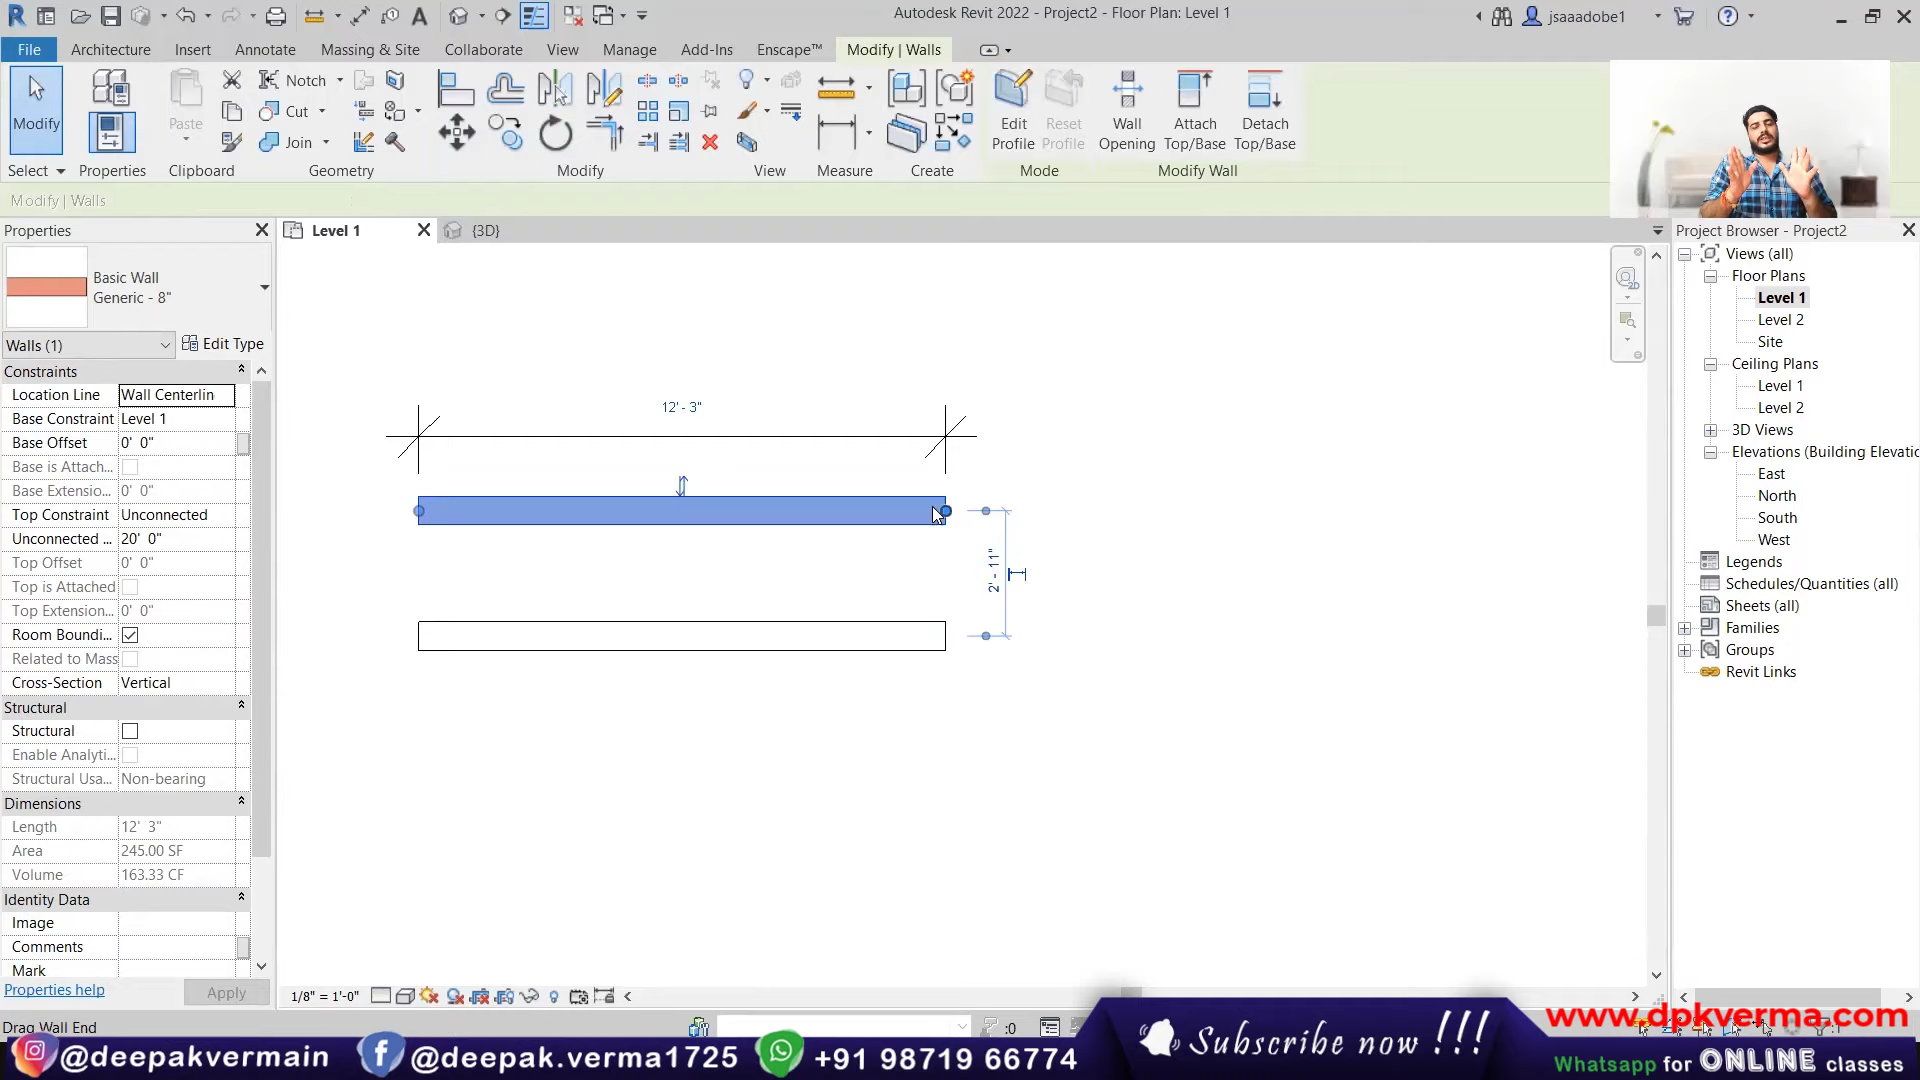 Autodesk Revit 2022 - Project2 - Floor Plan: Level 1
jsaaadobe1
File Architecture Insert Annotate Massing & Site Collaborate View Manage Add-Ins Enscape™ Modify | Walls
Modify
Paste
Notch
Cut
Join
Edit Profile
Reset Profile
Wall Opening
Attach Top/Base
Detach Top/Base
Select Properties Clipboard Geometry Modify View Measure Create Mode Modify Wall
Modify | Walls
Properties
Level 1
{3D}
Project Browser - Project2
Basic Wall
Generic - 8"
Walls (1)
Edit Type
Constraints
Location Line Wall Centerlin
Base Constraint Level 1
Base Offset 0' 0"
Base is Attach...
Base Extensio... 0' 0"
Top Constraint Unconnected
Unconnected ... 20' 0"
Top Offset 0' 0"
Top is Attached
Top Extension... 0' 0"
Room Boundi...
Related to Mass
Cross-Section Vertical
Structural
Structural
Enable Analyti...
Structural Usa... Non-bearing
Dimensions
Length 12' 3"
Area 245.00 SF
Volume 163.33 CF
Identity Data
Image
Comments
Mark
Properties help
Apply
12' - 3"
2' - 11"
2D
Views (all)
Floor Plans
Level 1
Level 2
Site
Ceiling Plans
Level 1
Level 2
3D Views
Elevations (Building Elevatio
East
North
South
West
Legends
Schedules/Quantities (all)
Sheets (all)
Families
Groups
Revit Links
1/8" = 1'-0"
Drag Wall End
:0
@deepakvermain
@deepak.verma1725
+91 98719 66774
Subscribe now !!!
www.dpkverma.com
Whatsapp for ONLINE classes